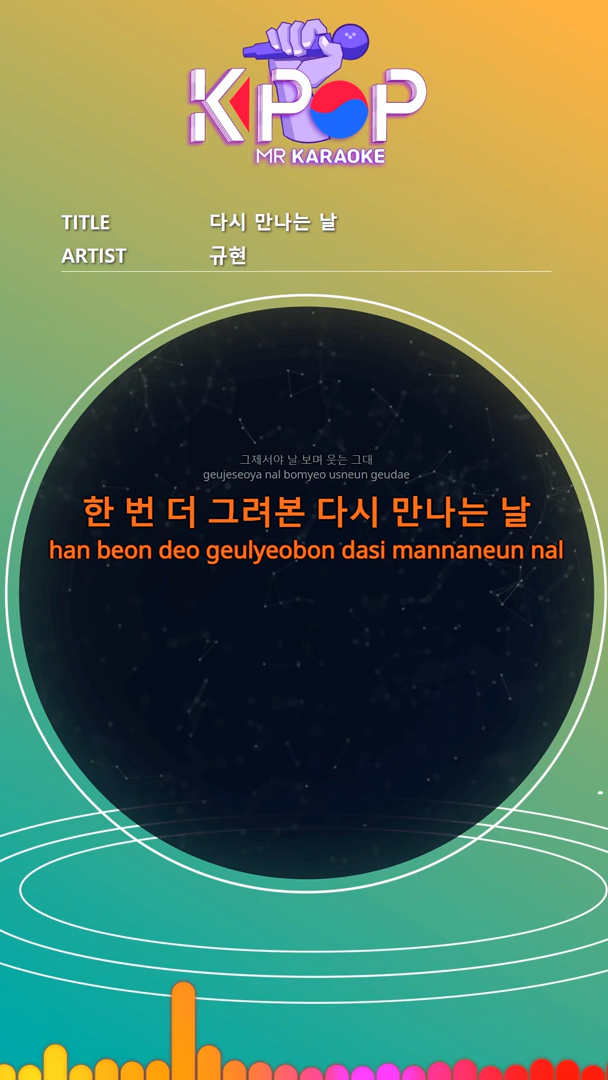 KPOP
MR KARAOKE
TITLE 다시 만나는 날
ARTIST 규현
그제서야 날 보며 웃는 그대
geujeseoya nal bomyeo usneun geudae
한 번 더 그려본 다시 만나는 날
han beon deo geulyeobon dasi mannaneun nal